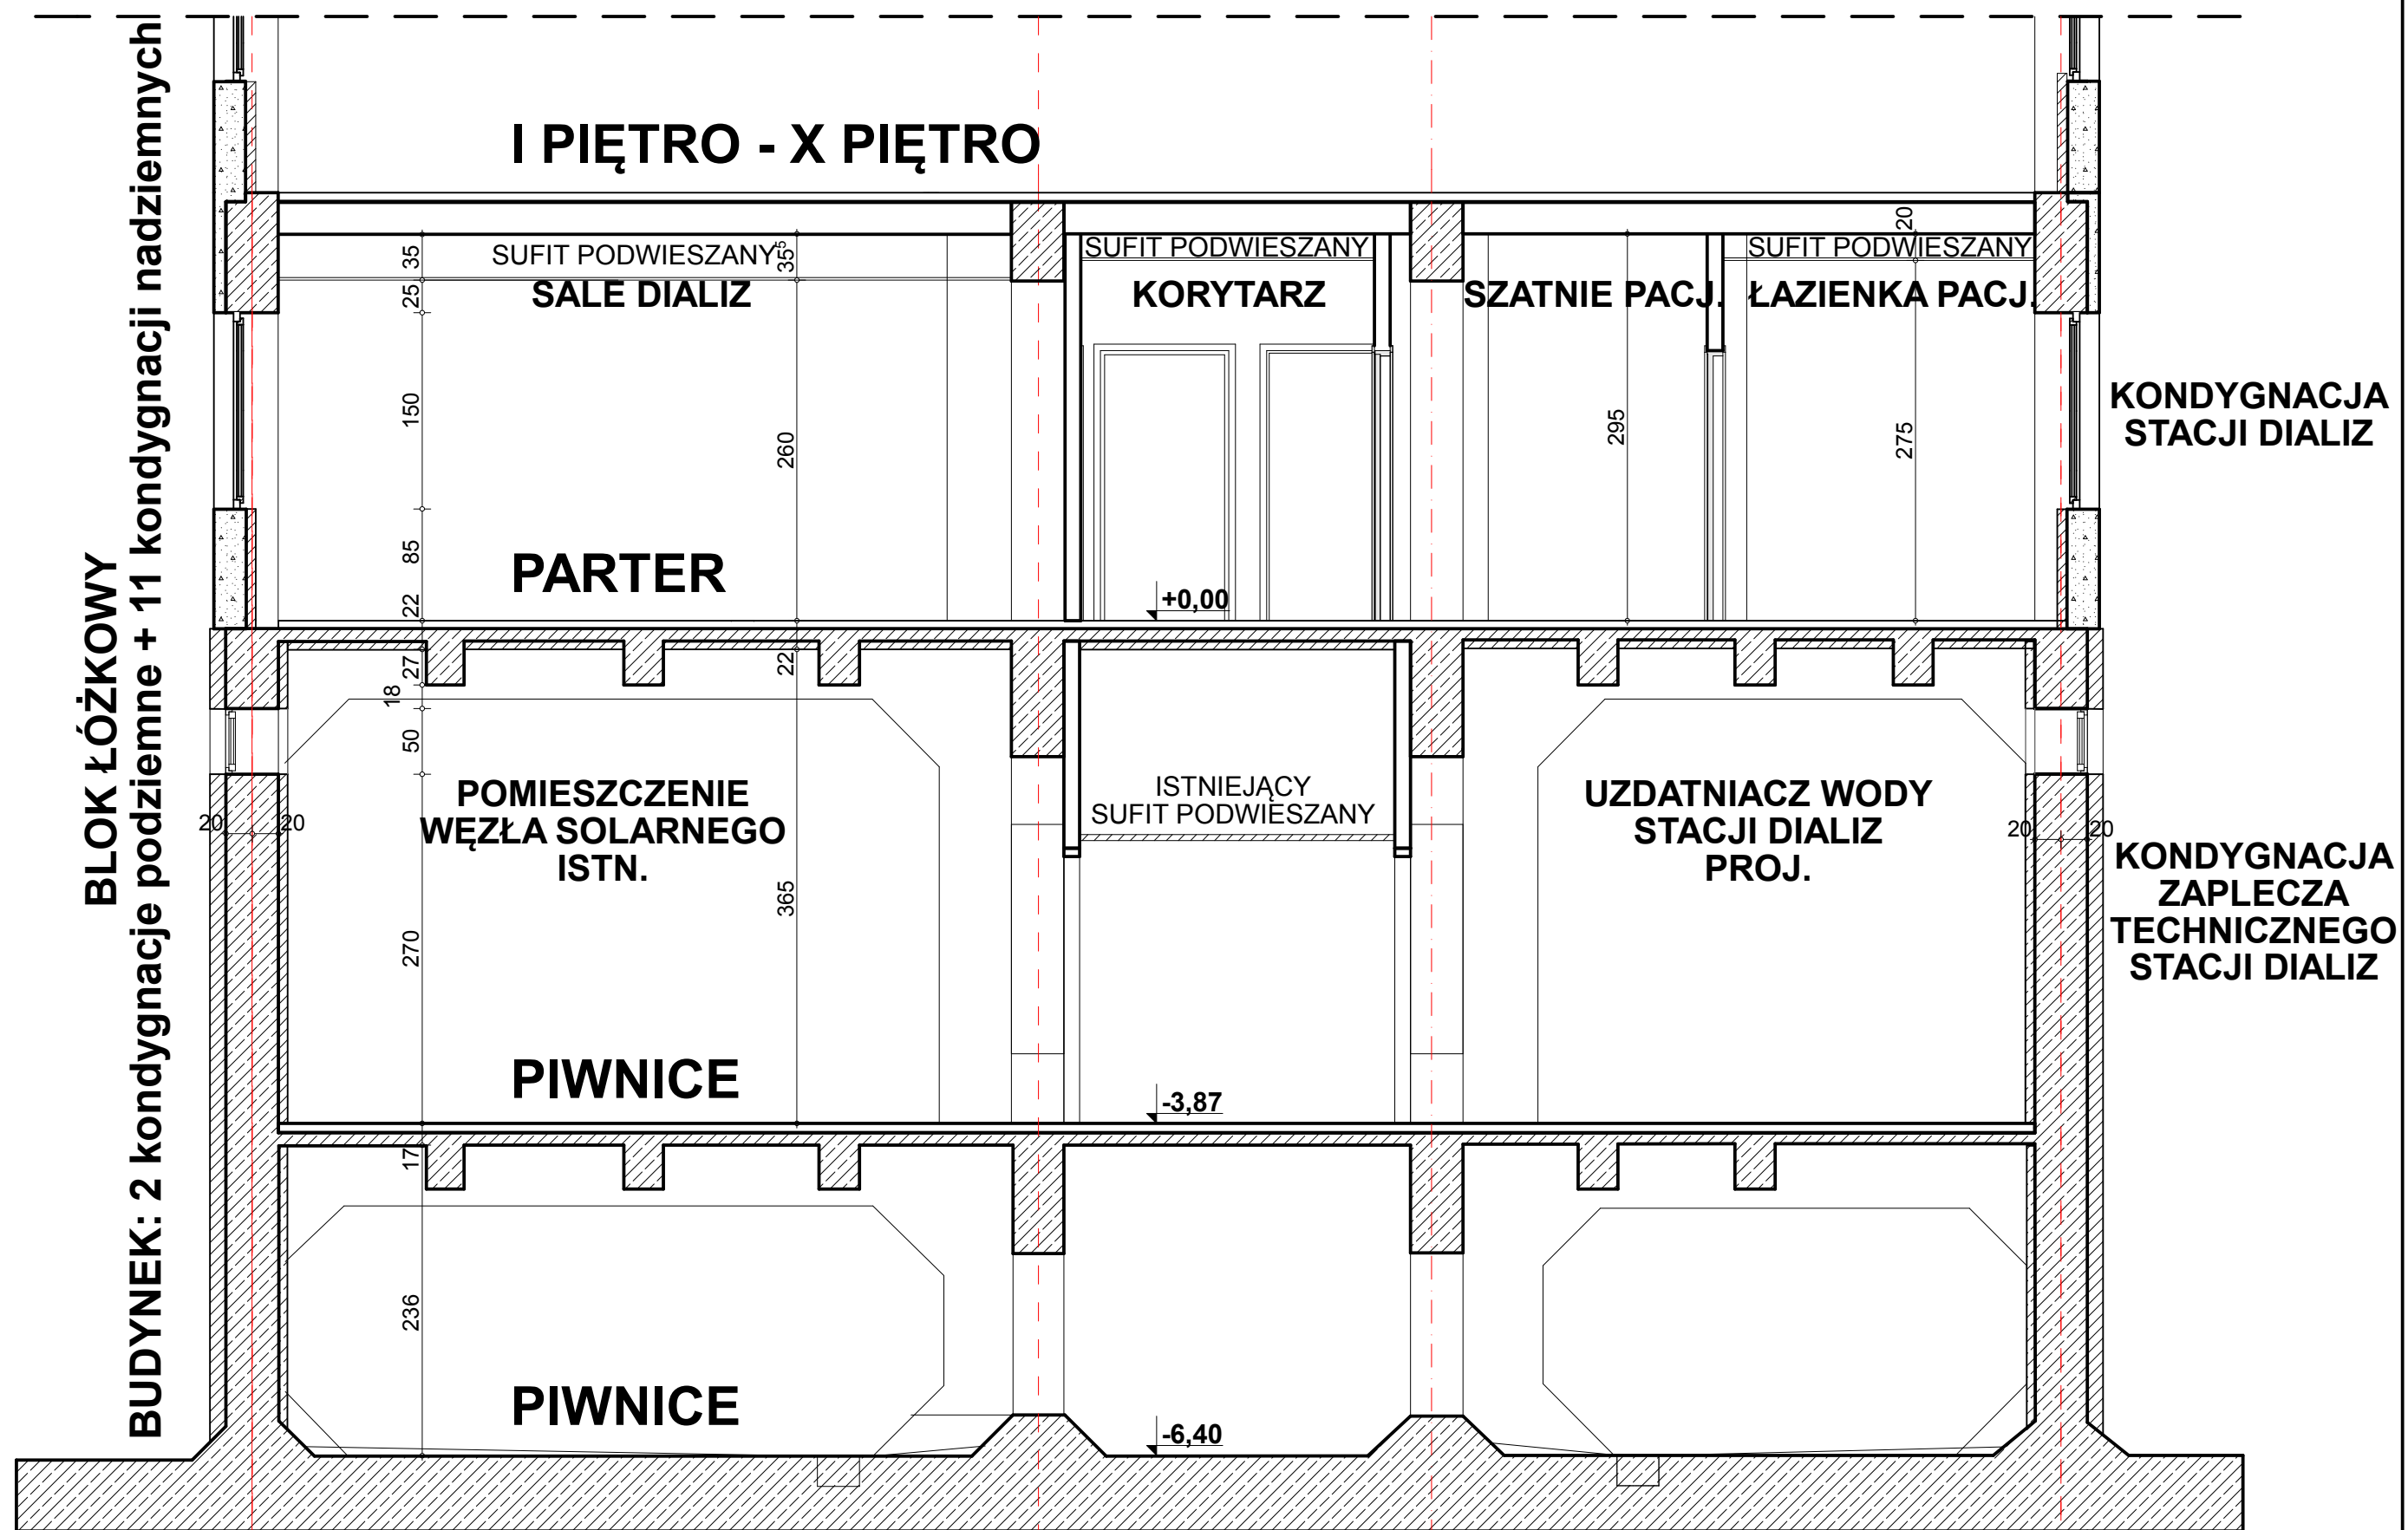 BLOK ŁÓŻKOWY
BUDYNEK: 2 kondygnacje podziemne + 11 kondygnacji nadziemnych
I PIĘTRO - X PIĘTRO
20
35
SUFIT PODWIESZANY
35⁵
SUFIT PODWIESZANY
SUFIT PODWIESZANY
25
SALE DIALIZ
KORYTARZ
SZATNIE PACJ.
ŁAZIENKA PACJ.
150
260
295
275
KONDYGNACJA
STACJI DIALIZ
85
PARTER
22
+0,00
27
22
18
50
POMIESZCZENIE
WĘZŁA SOLARNEGO
ISTN.
ISTNIEJĄCY
SUFIT PODWIESZANY
UZDATNIACZ WODY
STACJI DIALIZ
PROJ.
20
20
20
20
KONDYGNACJA
ZAPLECZA
TECHNICZNEGO
STACJI DIALIZ
365
270
PIWNICE
-3,87
17
236
PIWNICE
-6,40